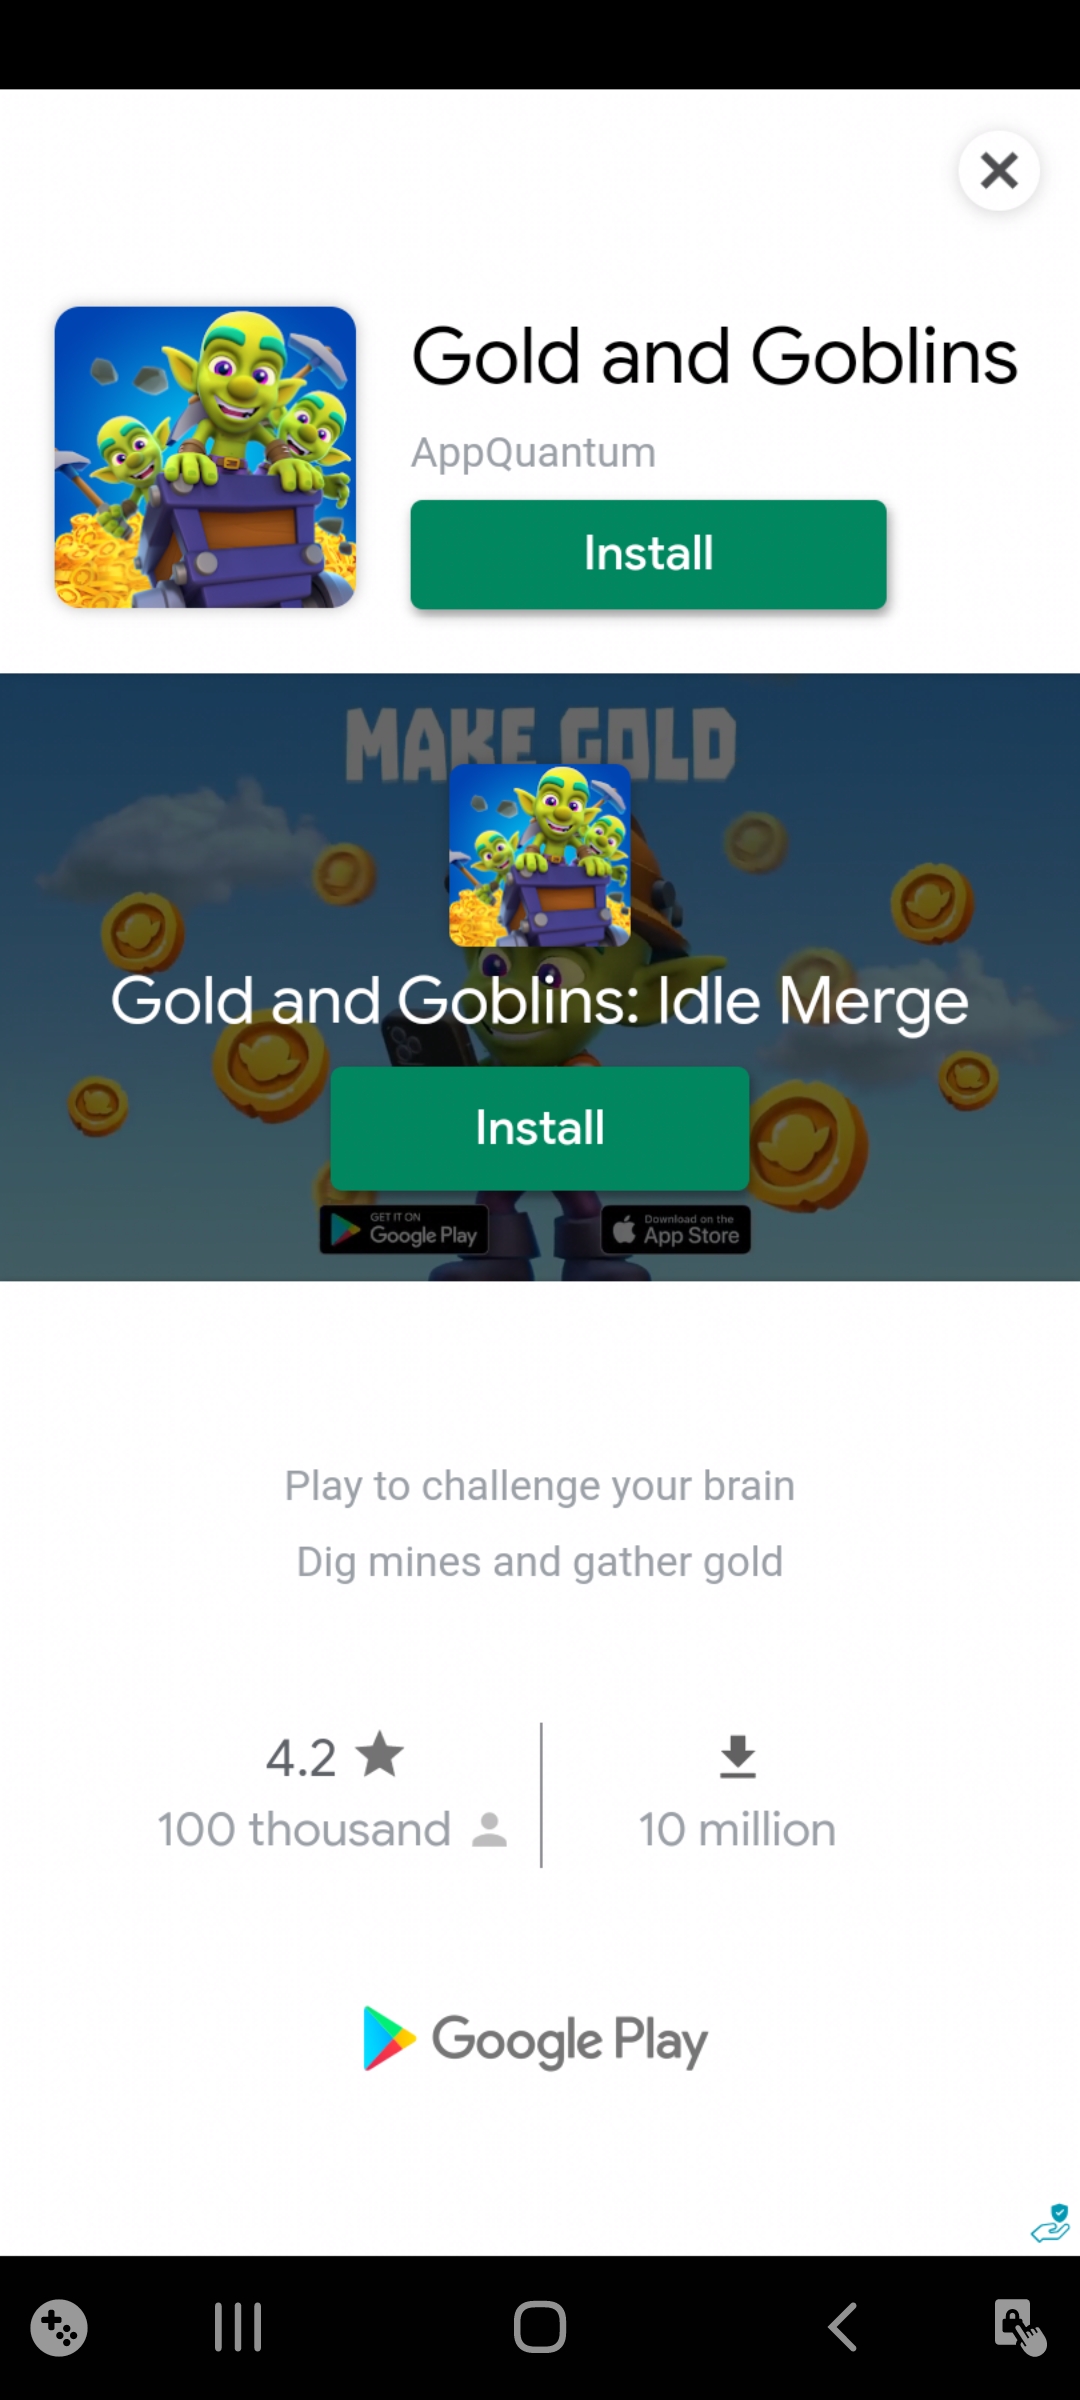 Gold and Goblins
AppQuantum
Install
MAKE GOLD
Gold and Goblins: Idle Merge
Install
GET IT ON
Google Play
Download on the
App Store
Play to challenge your brain
Dig mines and gather gold
4.2
100 thousand
10 million
Google Play